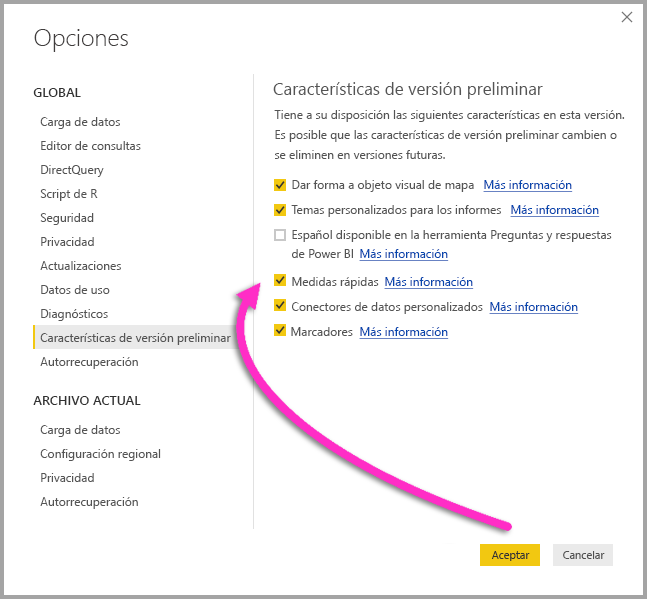 Opciones
GLOBAL
Carga de datos
Editor de consultas
DirectQuery
Script de R
Seguridad
Privacidad
Actualizaciones
Datos de uso
Diagnósticos
Características de versión preliminar
Autorrecuperación
ARCHIVO ACTUAL
Carga de datos
Configuración regional
Privacidad
Autorrecuperación
Características de versión preliminar
Tiene a su disposición las siguientes características en esta versión.
Es posible que las características de versión preliminar cambien o
se eliminen en versiones futuras.
Dar forma a objeto visual de mapa Más información
Temas personalizados para los informes Más información
Español disponible en la herramienta Preguntas y respuestas
de Power BI Más información
Medidas rápidas Más información
Conectores de datos personalizados Más información
Marcadores Más información
Aceptar Cancelar